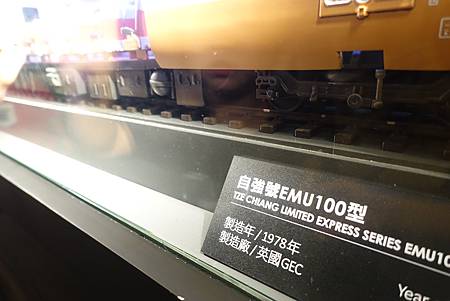 自強號EMU100型
TZE CHIANG LIMITED EXPRESS SERIES EMU10
製造年/1978年
製造廠/英國GEC
Year